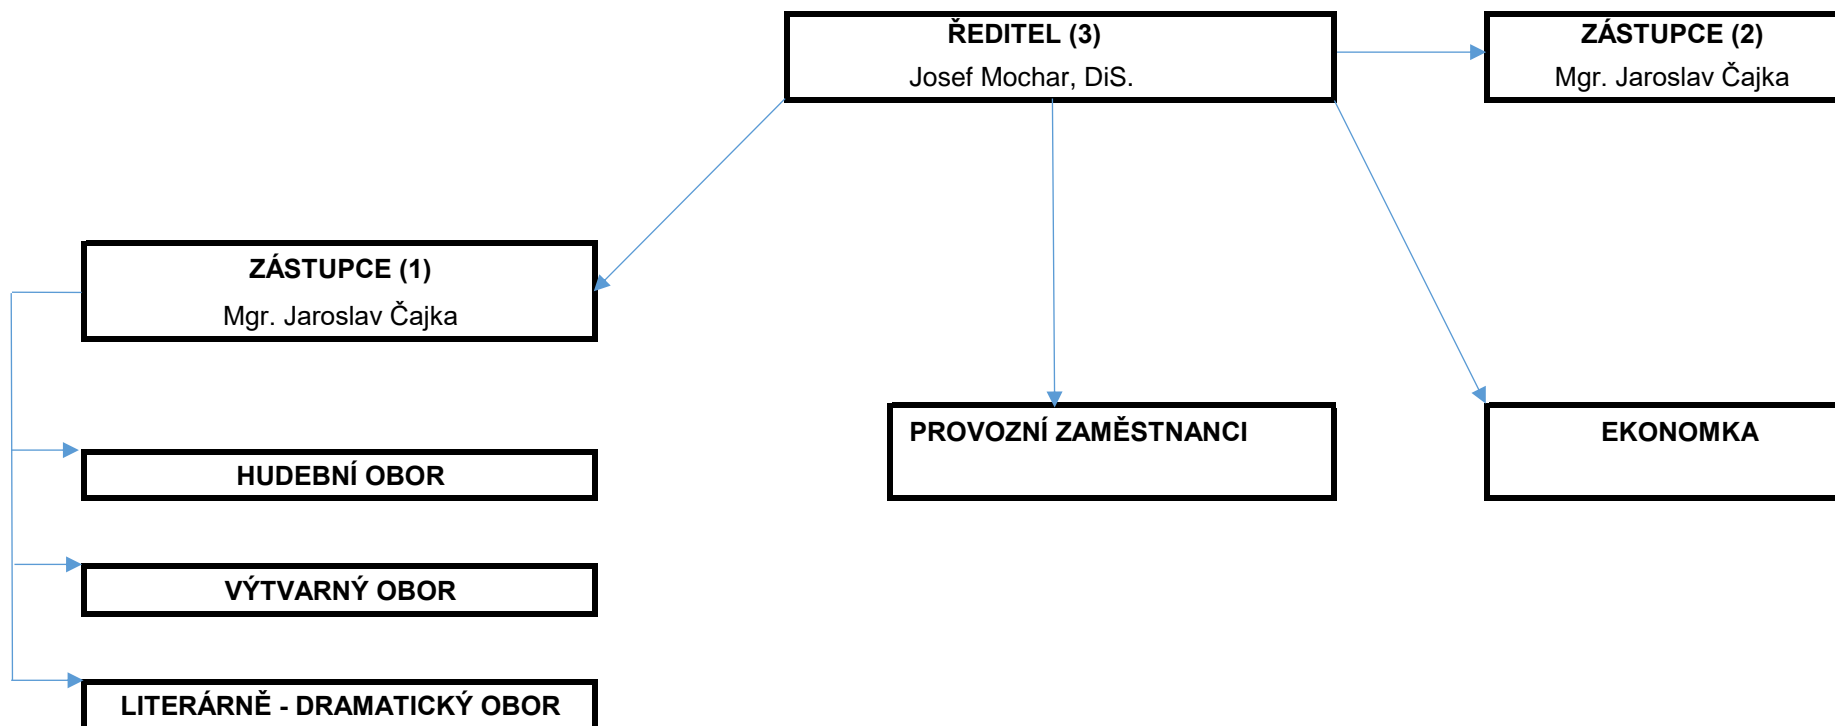 ŘEDITEL (3)
Josef Mochar, DiS.
ZÁSTUPCE (2)
Mgr. Jaroslav Čajka
ZÁSTUPCE (1)
Mgr. Jaroslav Čajka
PROVOZNÍ ZAMĚSTNANCI
EKONOMKA
HUDEBNÍ OBOR
VÝTVARNÝ OBOR
LITERÁRNĚ - DRAMATICKÝ OBOR